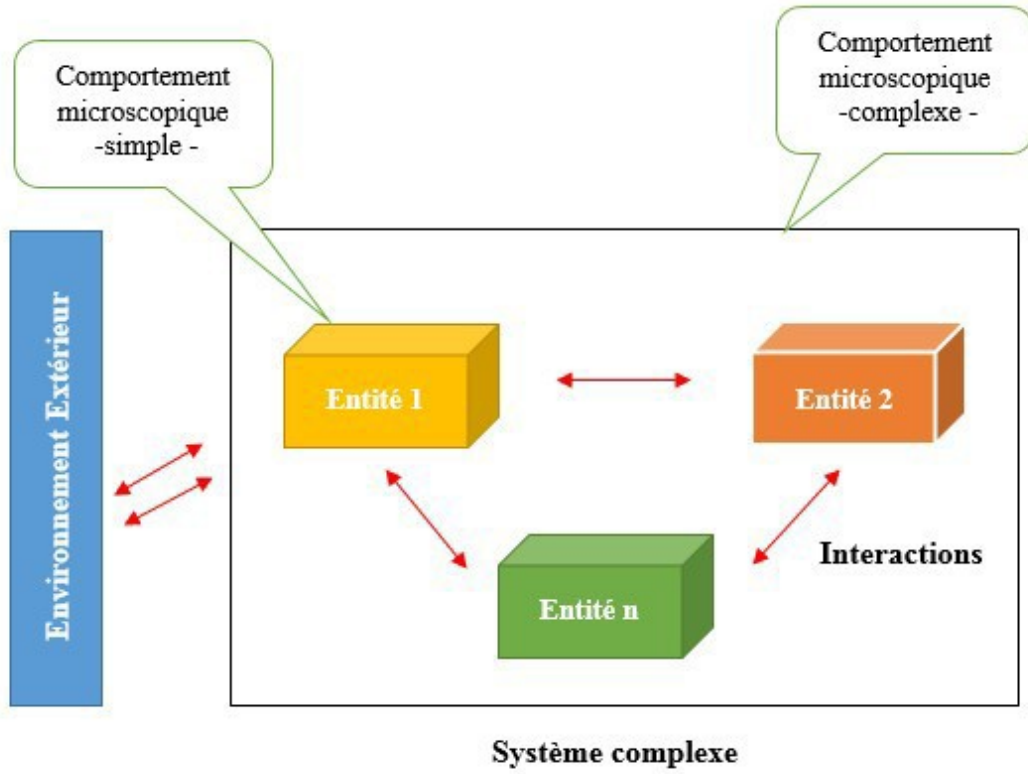 Comportement
microscopique
-simple -
Comportement
microscopique
-complexe -
Environnement Extérieur
Entité 1
Entité 2
Interactions
Entité n
Système complexe